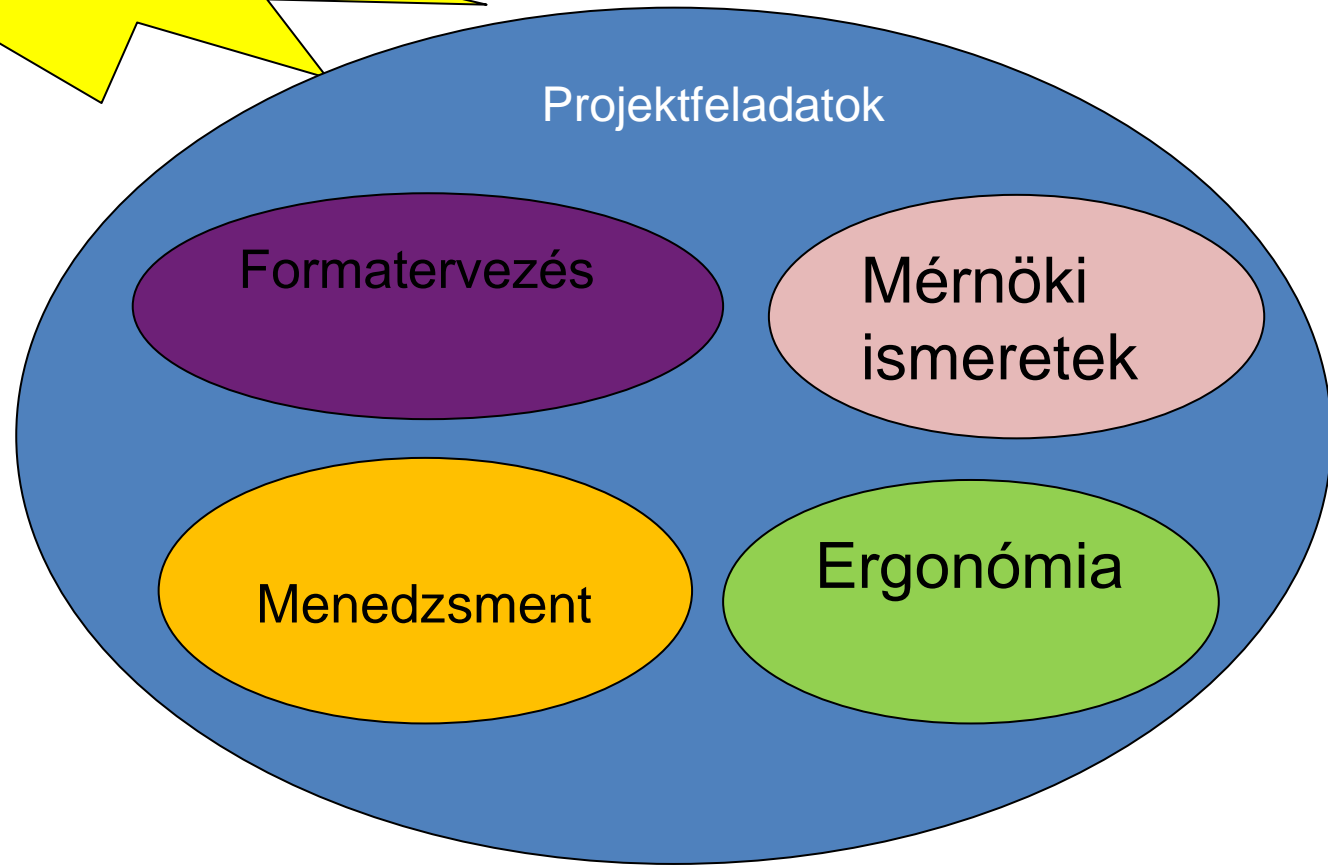 Projektfeladatok
Formatervezés
Mérnöki
ismeretek
Menedzsment
Ergonómia